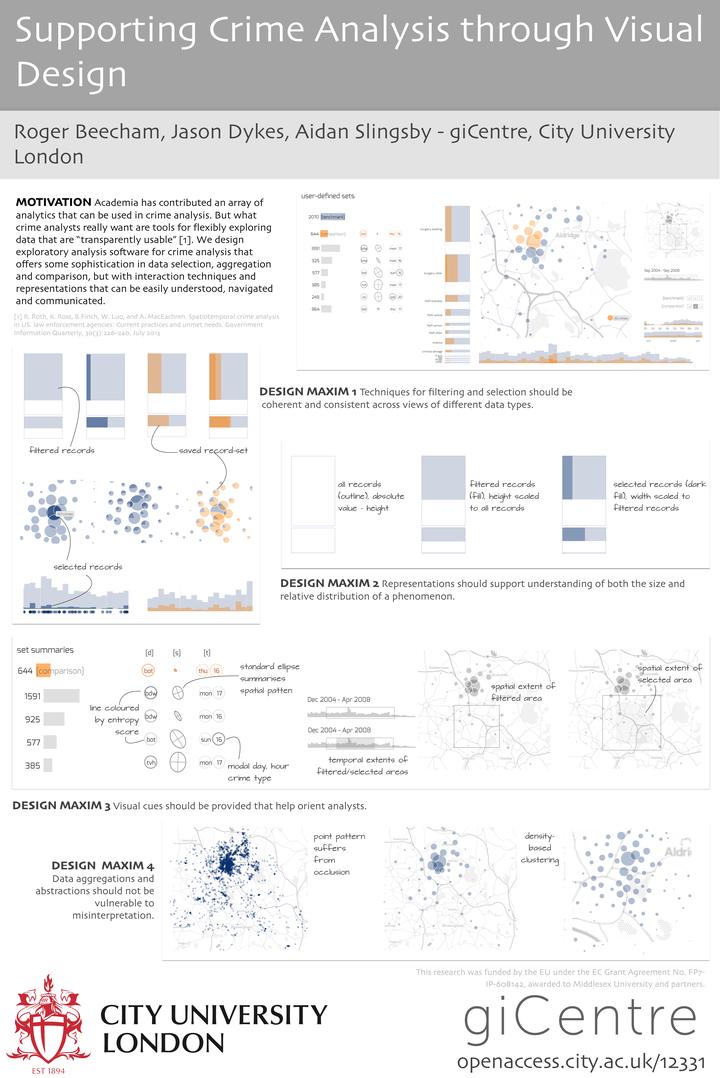 Supporting Crime Analysis through Visual
Design
Roger Beecham, Jason Dykes, Aidan Slingsby - giCentre, City University
London
MOTIVATION Academia has contributed an array of
analytics that can be used in crime analysis. But what
crime analysts really want are tools for flexibly exploring
data that are “transparently usable” [1]. We design
exploratory analysis software for crime analysis that
offers some sophistication in data selection, aggregation
and comparison, but with interaction techniques and
representations that can be easily understood, navigated
and communicated.
[1] R. Roth, K. Ross, B.Finch, W. Luo, and A. MacEachren. Spatiotemporal crime analysis
in US. law enforcement agencies: Current practices and unmet needs. Government
Information Quarterly, 30(3):226-240, July 2013
user-defined sets
2010 [benchmark]
644
891
925
577
385
248
864
Aldridge
Sep 2004 - Sep 2008
filtered records
saved record-set
selected records
DESIGN MAXIM 1 Techniques for filtering and selection should be
coherent and consistent across views of different data types.
all records
(outline), absolute
value - height
filtered records
(fill), height scaled
to all records
selected records (dark
fill), width scaled to
filtered records
DESIGN MAXIM 2 Representations should support understanding of both the size and
relative distribution of a phenomenon.
set summaries
[d] [s] [t]
644 [comparison] bot thu 16
1591 bdw mon 17
925 bdw mon 16
577 bot sun 16
385 tvh mon 17
standard ellipse
summarises
spatial patten
line coloured
by entropy
score
modal day, hour
crime type
Dec 2004 - Apr 2008
Dec 2004 - Apr 2008
temporal extents of
filtered/selected areas
spatial extent of
filtered area
spatial extent of
selected area
DESIGN MAXIM 3 Visual cues should be provided that help orient analysts.
DESIGN MAXIM 4
Data aggregations and
abstractions should not be
vulnerable to
misinterpretation.
point pattern
suffers
from
occlusion
density-
based
clustering
Aldri
This research was funded by the EU under the EC Grant Agreement No. FP7-
IP-608142, awarded to Middlesex University and partners.
CITY UNIVERSITY
LONDON
EST 1894
giCentre
openaccess.city.ac.uk/12331